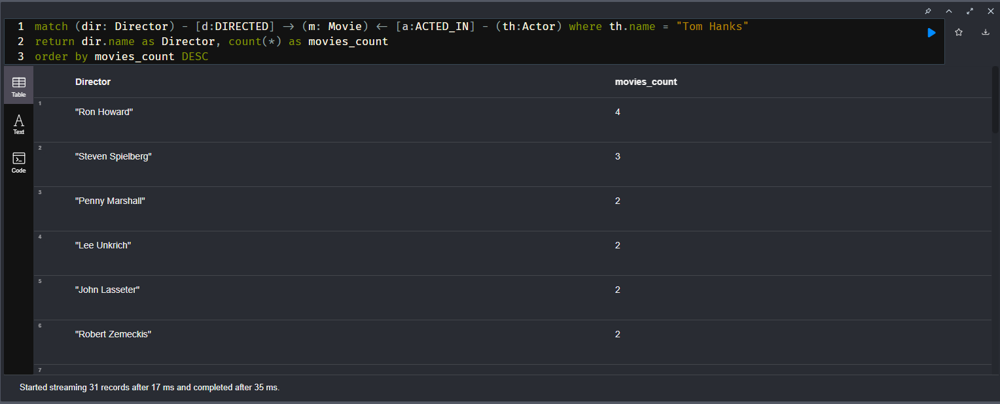 1 match (dir: Director) - [d:DIRECTED] -> (m: Movie) <- [a:ACTED_IN] - (th:Actor) where th.name = "Tom Hanks"
2 return dir.name as Director, count(*) as movies_count
3 order by movies_count DESC
Table
Text
Code
Director movies_count
1 "Ron Howard" 4
2 "Steven Spielberg" 3
3 "Penny Marshall" 2
4 "Lee Unkrich" 2
5 "John Lasseter" 2
6 "Robert Zemeckis" 2
7
Started streaming 31 records after 17 ms and completed after 35 ms.